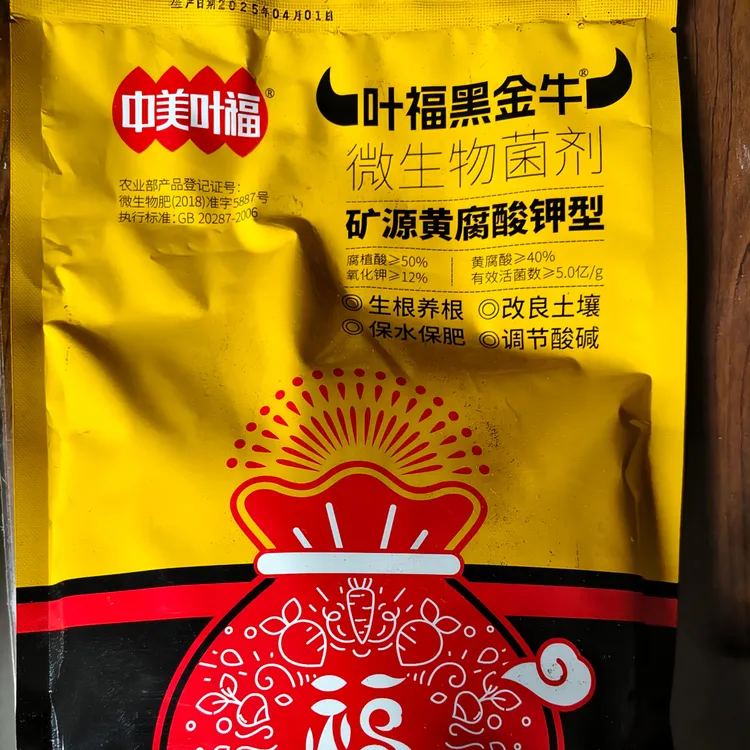 生产日期2025年04月01日
中美叶福®
农业部产品登记证号：
微生物肥(2018)准字5887号
执行标准：GB 20287-2006
叶福黑金牛®
微生物菌剂
矿源黄腐酸钾型
腐植酸≥50% 黄腐酸≥40%
氧化钾≥12% 有效活菌数≥5.0亿/g
◎生根养根 ◎改良土壤
◎保水保肥 ◎调节酸碱
福